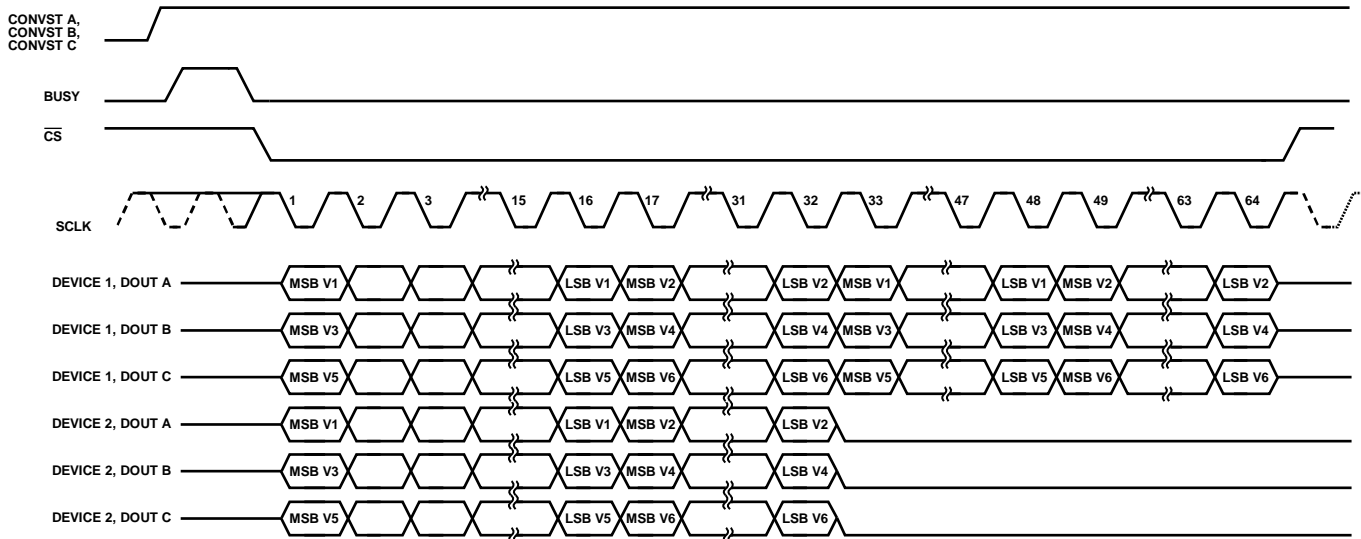 CONVST A,
CONVST B,
CONVST C
BUSY
CS
SCLK
1 2 3 15 16 17 31 32 33 47 48 49 63 64
DEVICE 1, DOUT A MSB V1 LSB V1 MSB V2 LSB V2 MSB V1 LSB V1 MSB V2 LSB V2
DEVICE 1, DOUT B MSB V3 LSB V3 MSB V4 LSB V4 MSB V3 LSB V3 MSB V4 LSB V4
DEVICE 1, DOUT C MSB V5 LSB V5 MSB V6 LSB V6 MSB V5 LSB V5 MSB V6 LSB V6
DEVICE 2, DOUT A MSB V1 LSB V1 MSB V2 LSB V2
DEVICE 2, DOUT B MSB V3 LSB V3 MSB V4 LSB V4
DEVICE 2, DOUT C MSB V5 LSB V5 MSB V6 LSB V6